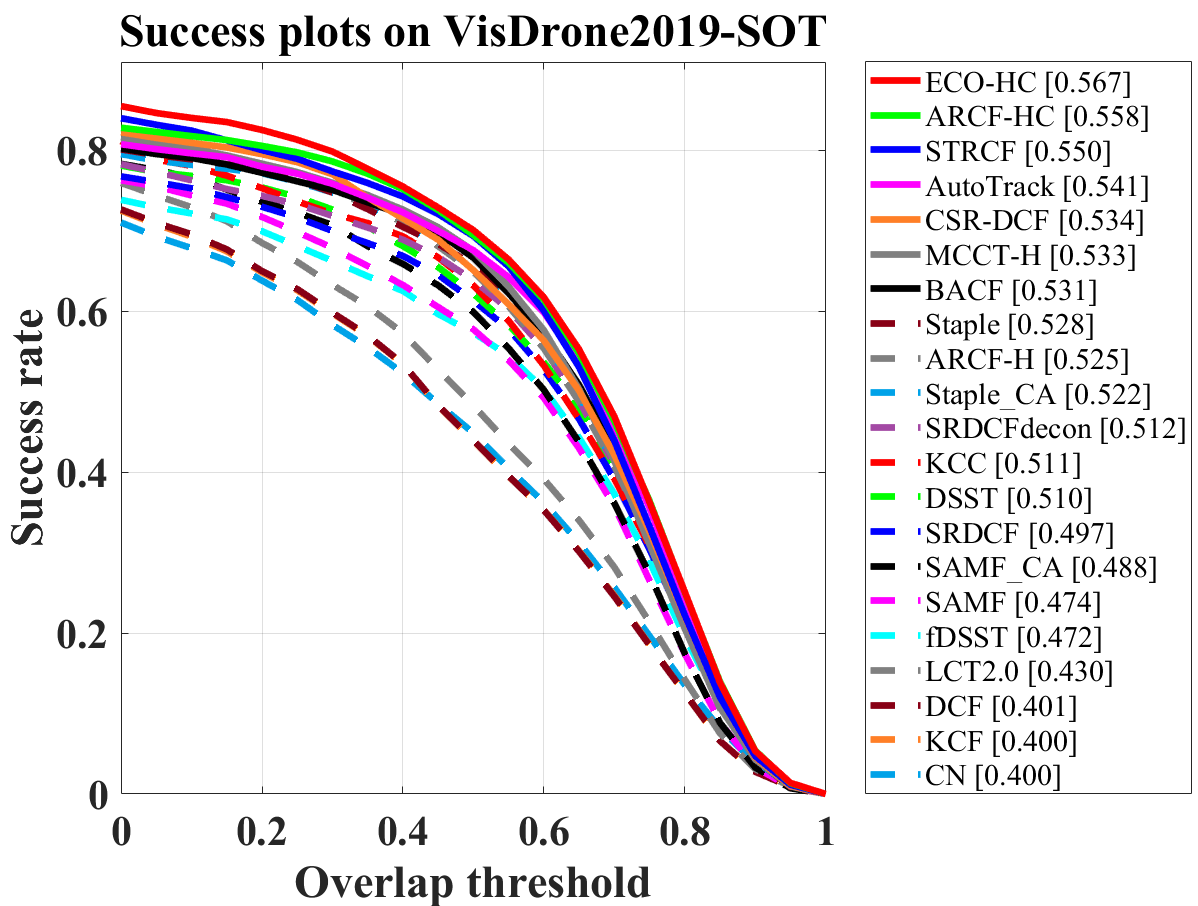 Success plots on VisDrone2019-SOT
ECO-HC [0.567]
ARCF-HC [0.558]
STRCF [0.550]
AutoTrack [0.541]
CSR-DCF [0.534]
MCCT-H [0.533]
BACF [0.531]
Staple [0.528]
ARCF-H [0.525]
Staple_CA [0.522]
SRDCFdecon [0.512]
KCC [0.511]
DSST [0.510]
SRDCF [0.497]
SAMF_CA [0.488]
SAMF [0.474]
fDSST [0.472]
LCT2.0 [0.430]
DCF [0.401]
KCF [0.400]
CN [0.400]
Success rate
0.8
0.6
0.4
0.2
0
0 0.2 0.4 0.6 0.8 1
Overlap threshold